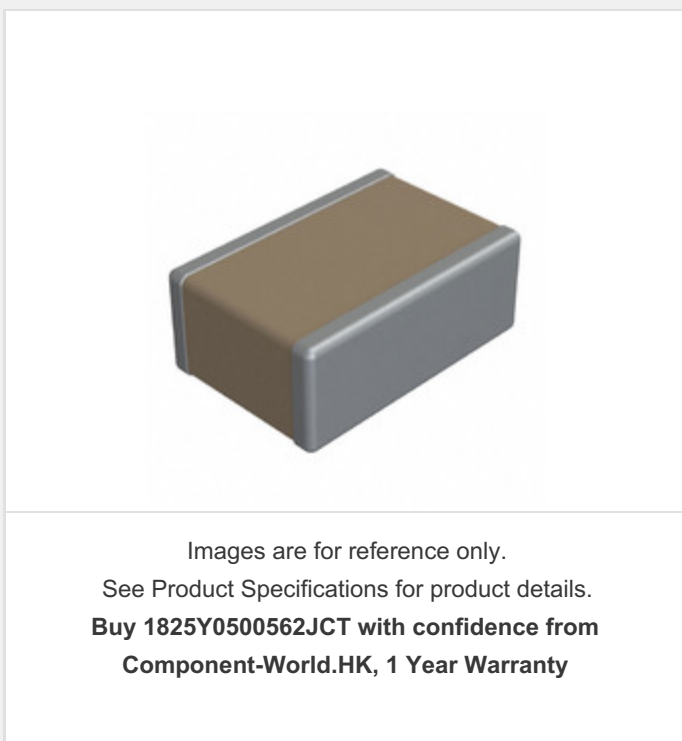 Images are for reference only.
See Product Specifications for product details.
Buy 1825Y0500562JCT with confidence from
Component-World.HK, 1 Year Warranty